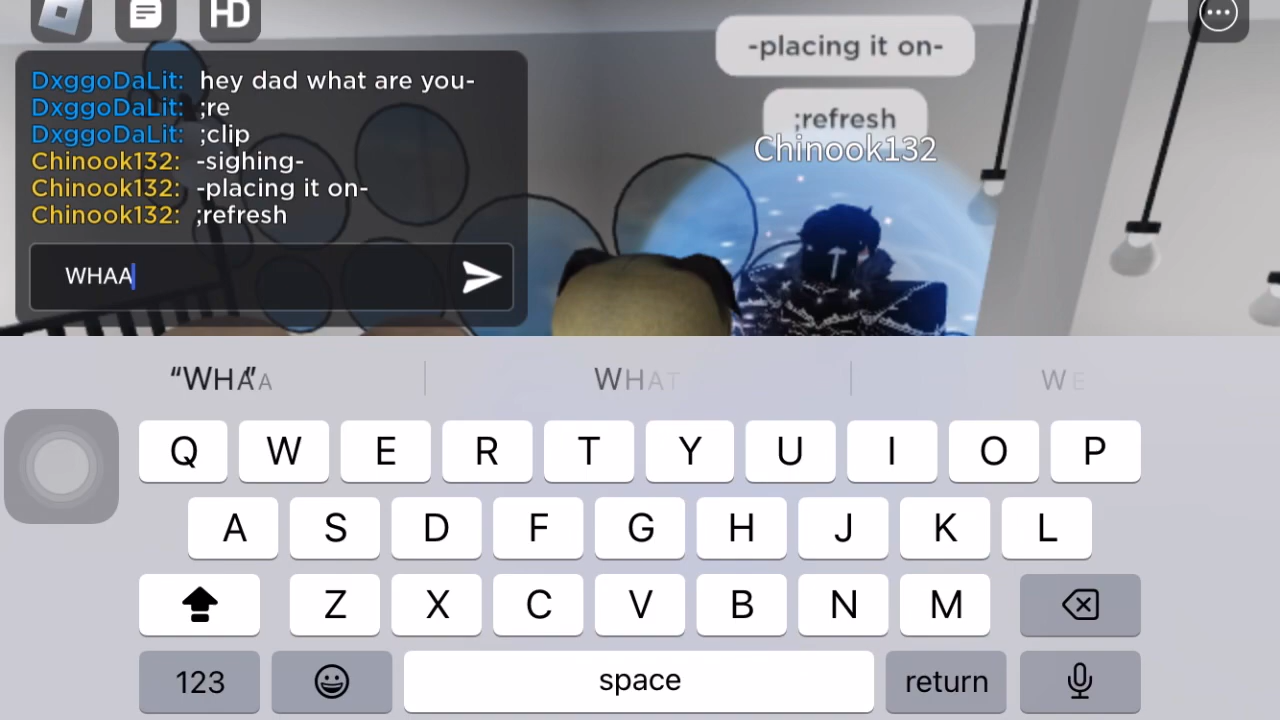 HD
-placing it on-
;refresh
Chinook132
DxggoDaLit: hey dad what are you-
DxggoDaLit: ;re
DxggoDaLit: ;clip
Chinook132: -sighing-
Chinook132: -placing it on-
Chinook132: ;refresh
WHAA
“WHA” WHAT WE
Q W E R T Y U I O P
A S D F G H J K L
Z X C V B N M
123 space return